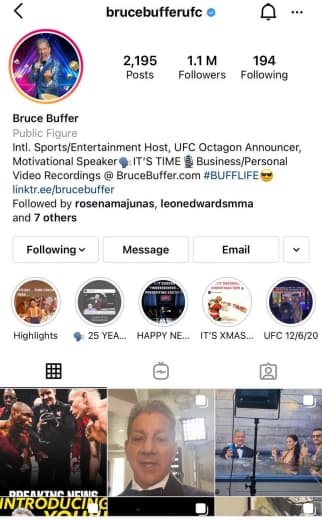 brucebufferufc
2,195 1.1 M 194
Posts Followers Following
Bruce Buffer
Public Figure
Intl. Sports/Entertainment Host, UFC Octagon Announcer,
Motivational Speaker🗣IT'S TIME🎙Business/Personal
Video Recordings @ BruceBuffer.com #BUFFLIFE😎
linktr.ee/brucebuffer
Followed by rosenamajunas, leonedwardsmma
and 7 others
Following Message Email
Highlights 🗣 25 YEA... HAPPY NE... IT'S XMAS... UFC 12/6/20
BREAKING NEWS
INTRODUCING
YOU!